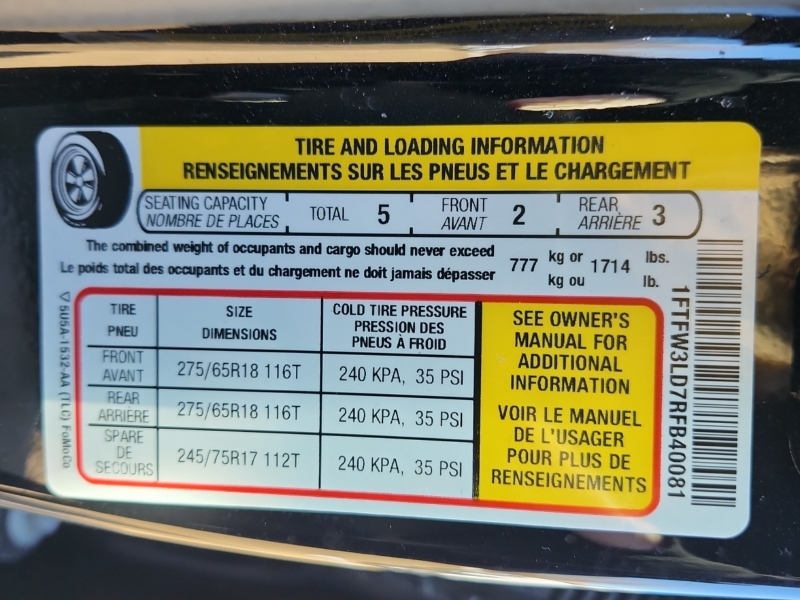 TIRE AND LOADING INFORMATION
RENSEIGNEMENTS SUR LES PNEUS ET LE CHARGEMENT
SEATING CAPACITY
NOMBRE DE PLACES
TOTAL 5
FRONT
AVANT 2
REAR
ARRIÈRE 3
The combined weight of occupants and cargo should never exceed
Le poids total des occupants et du chargement ne doit jamais dépasser
777 kg or 1714 lbs.
kg ou lb.
TIRE
PNEU
SIZE
DIMENSIONS
COLD TIRE PRESSURE
PRESSION DES
PNEUS À FROID
FRONT
AVANT
275/65R18 116T
240 KPA, 35 PSI
REAR
ARRIÈRE
275/65R18 116T
240 KPA, 35 PSI
SPARE
DE
SECOURS
245/75R17 112T
240 KPA, 35 PSI
SEE OWNER'S
MANUAL FOR
ADDITIONAL
INFORMATION
VOIR LE MANUEL
DE L'USAGER
POUR PLUS DE
RENSEIGNEMENTS
▽ 5U5A-1532-AA (TLC) FoMoCo
1FTFW3LD7RFB40081